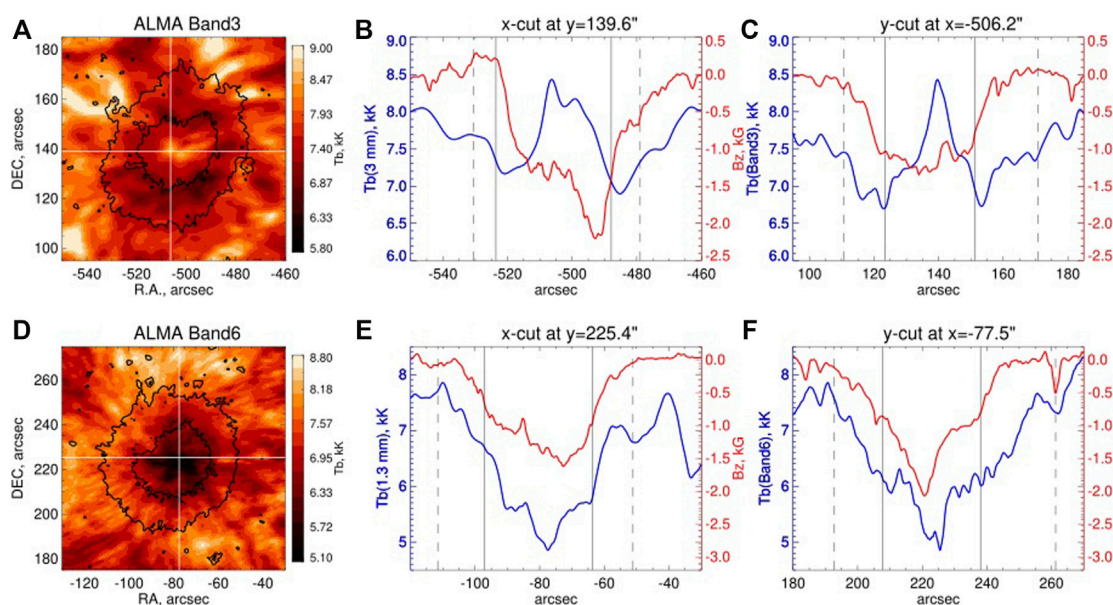 A
ALMA Band3
180
160
140
120
100
DEC, arcsec
-540 -520 -500 -480 -460
R.A., arcsec
9.00
8.47
7.93
7.40
6.87
6.33
5.80
Tb, kK
B
x-cut at y=139.6"
9.0
8.5
8.0
7.5
7.0
6.5
6.0
Tb(3 mm), kK
-540 -520 -500 -480 -460
arcsec
0.5
0.0
-0.5
-1.0
-1.5
-2.0
-2.5
Bz, kG
C
y-cut at x=-506.2"
9.0
8.5
8.0
7.5
7.0
6.5
6.0
Tb(Band3), kK
100 120 140 160 180
arcsec
0.5
0.0
-0.5
-1.0
-1.5
-2.0
-2.5
Bz, kG
D
ALMA Band6
260
240
220
200
180
DEC, arcsec
-120 -100 -80 -60 -40
RA, arcsec
8.80
8.18
7.57
6.95
6.33
5.72
5.10
Tb, kK
E
x-cut at y=225.4"
8
7
6
5
Tb(1.3 mm), kK
-100 -80 -60 -40
arcsec
0.0
-0.5
-1.0
-1.5
-2.0
-2.5
-3.0
Bz, kG
F
y-cut at x=-77.5"
8
7
6
5
Tb(Band6), kK
180 200 220 240 260
arcsec
0.0
-0.5
-1.0
-1.5
-2.0
-2.5
-3.0
Bz, kG